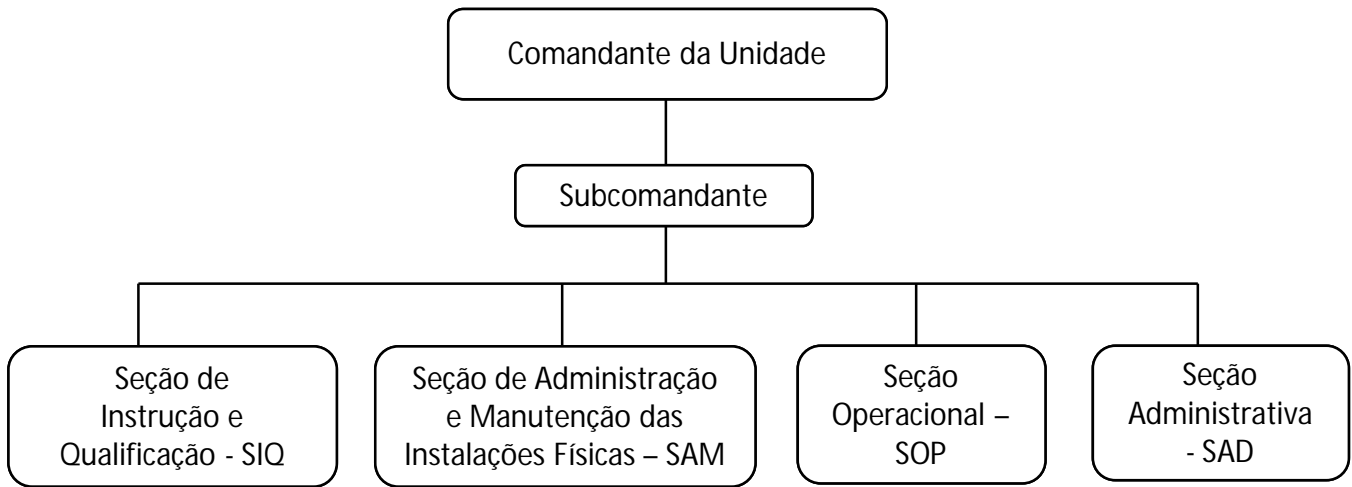 Comandante da Unidade
Subcomandante
Seção de
Instrução e
Qualificação - SIQ
Seção de Administração
e Manutenção das
Instalações Físicas – SAM
Seção
Operacional –
SOP
Seção
Administrativa
- SAD